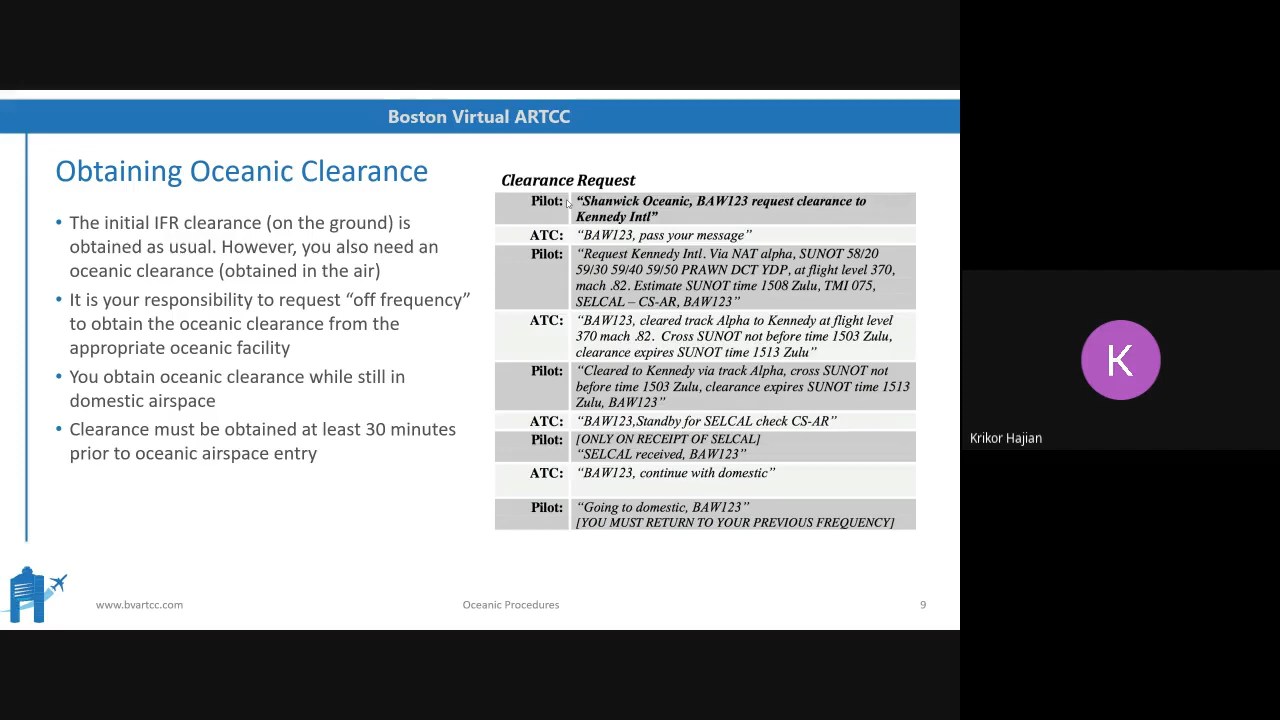 Boston Virtual ARTCC
Obtaining Oceanic Clearance
• The initial IFR clearance (on the ground) is
obtained as usual. However, you also need an
oceanic clearance (obtained in the air)
• It is your responsibility to request “off frequency”
to obtain the oceanic clearance from the
appropriate oceanic facility
• You obtain oceanic clearance while still in
domestic airspace
• Clearance must be obtained at least 30 minutes
prior to oceanic airspace entry
Clearance Request
Pilot: “Shanwick Oceanic, BAW123 request clearance to
Kennedy Intl”
ATC: “BAW123, pass your message”
Pilot: “Request Kennedy Intl. Via NAT alpha, SUNOT 58/20
59/30 59/40 59/50 PRAWN DCT YDP, at flight level 370,
mach .82. Estimate SUNOT time 1508 Zulu, TMI 075,
SELCAL – CS-AR, BAW123”
ATC: “BAW123, cleared track Alpha to Kennedy at flight level
370 mach .82. Cross SUNOT not before time 1503 Zulu,
clearance expires SUNOT time 1513 Zulu”
Pilot: “Cleared to Kennedy via track Alpha, cross SUNOT not
before time 1503 Zulu, clearance expires SUNOT time 1513
Zulu, BAW123”
ATC: “BAW123,Standby for SELCAL check CS-AR”
Pilot: [ONLY ON RECEIPT OF SELCAL]
“SELCAL received, BAW123”
ATC: “BAW123, continue with domestic”
Pilot: “Going to domestic, BAW123”
[YOU MUST RETURN TO YOUR PREVIOUS FREQUENCY]
www.bvartcc.com
Oceanic Procedures
9
K
Krikor Hajian